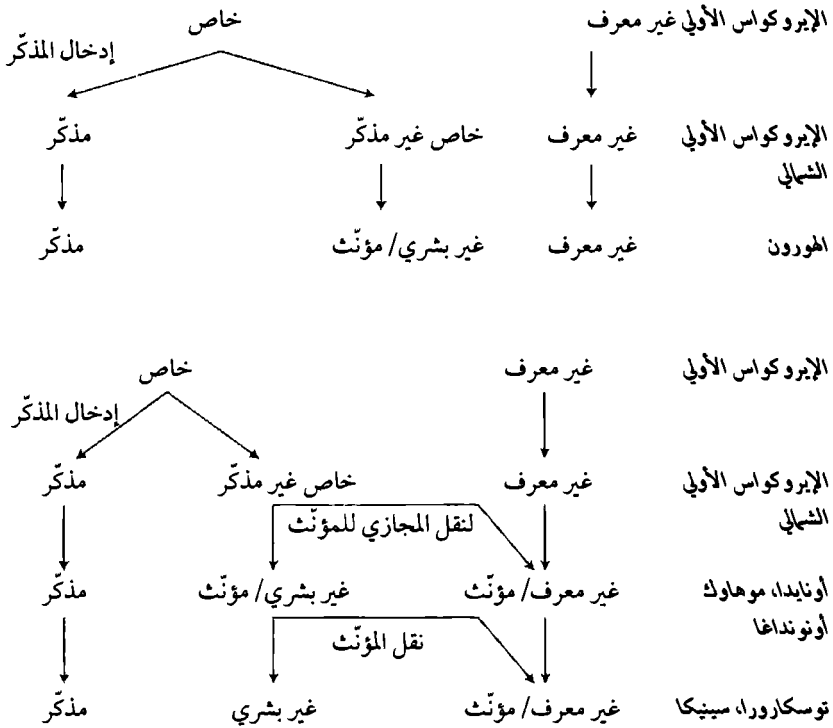 الإيروكواس الأولي غير معرف خاص
إدخال المذكّر
الإيروكواس الأولي غير معرف خاص غير مذكّر مذكّر
الشمالي
الهورون غير معرف غير بشري/ مؤنّث مذكّر
الإيروكواس الأولي غير معرف خاص
إدخال المذكّر
الإيروكواس الأولي غير معرف خاص غير مذكّر مذكّر
الشمالي
لنقل المجازي للمؤنّث
أونايدا، موهاوك غير معرف/ مؤنّث غير بشري/ مؤنّث مذكّر
أونونداغا
نقل المؤنّث
توسكارورا، سينيكا غير معرف/ مؤنّث غير بشري مذكّر